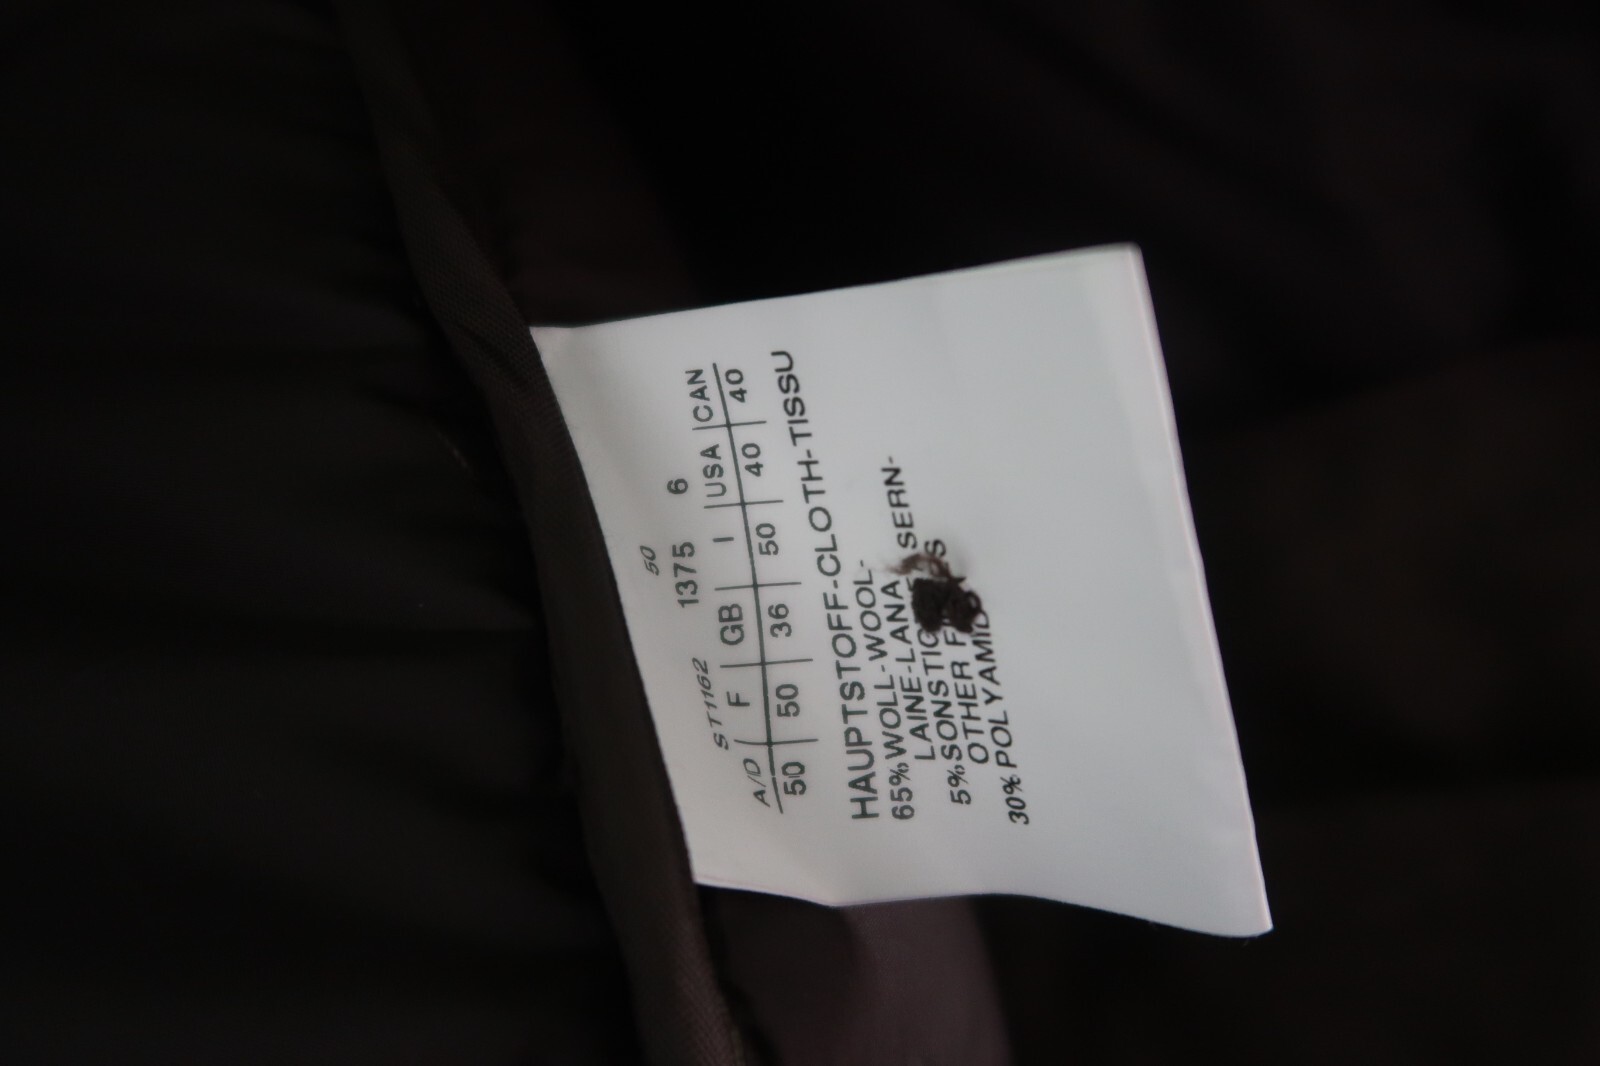 50
ST1162 1375 6
A/D F GB I USA CAN
50 50 36 50 40 40
HAUPTSTOFF-CLOTH-TISSU
65%WOLL-WOOL-
LAINE-LANA
5%
OTHER
30%POLYAMID